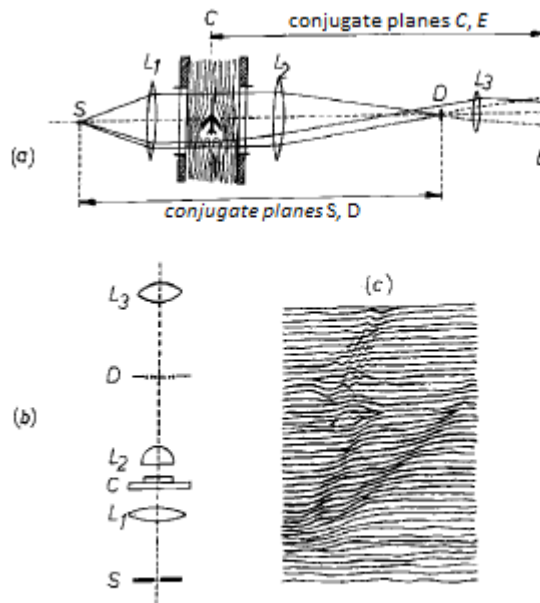 C
conjugate planes C, E
L1
L2
D
L3
S
(a)
conjugate planes S, D
L3
(c)
D
(b)
L2
C
L1
S